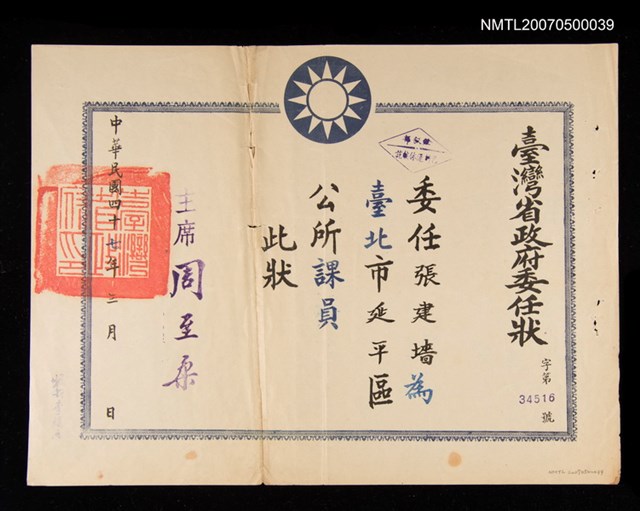 NMTL20070500039
臺灣省政府委任狀
字第
34516
號
委任張建墻為
臺北市延平區
公所課員
此狀
主席周至柔
中華民國四十廿年三月 日